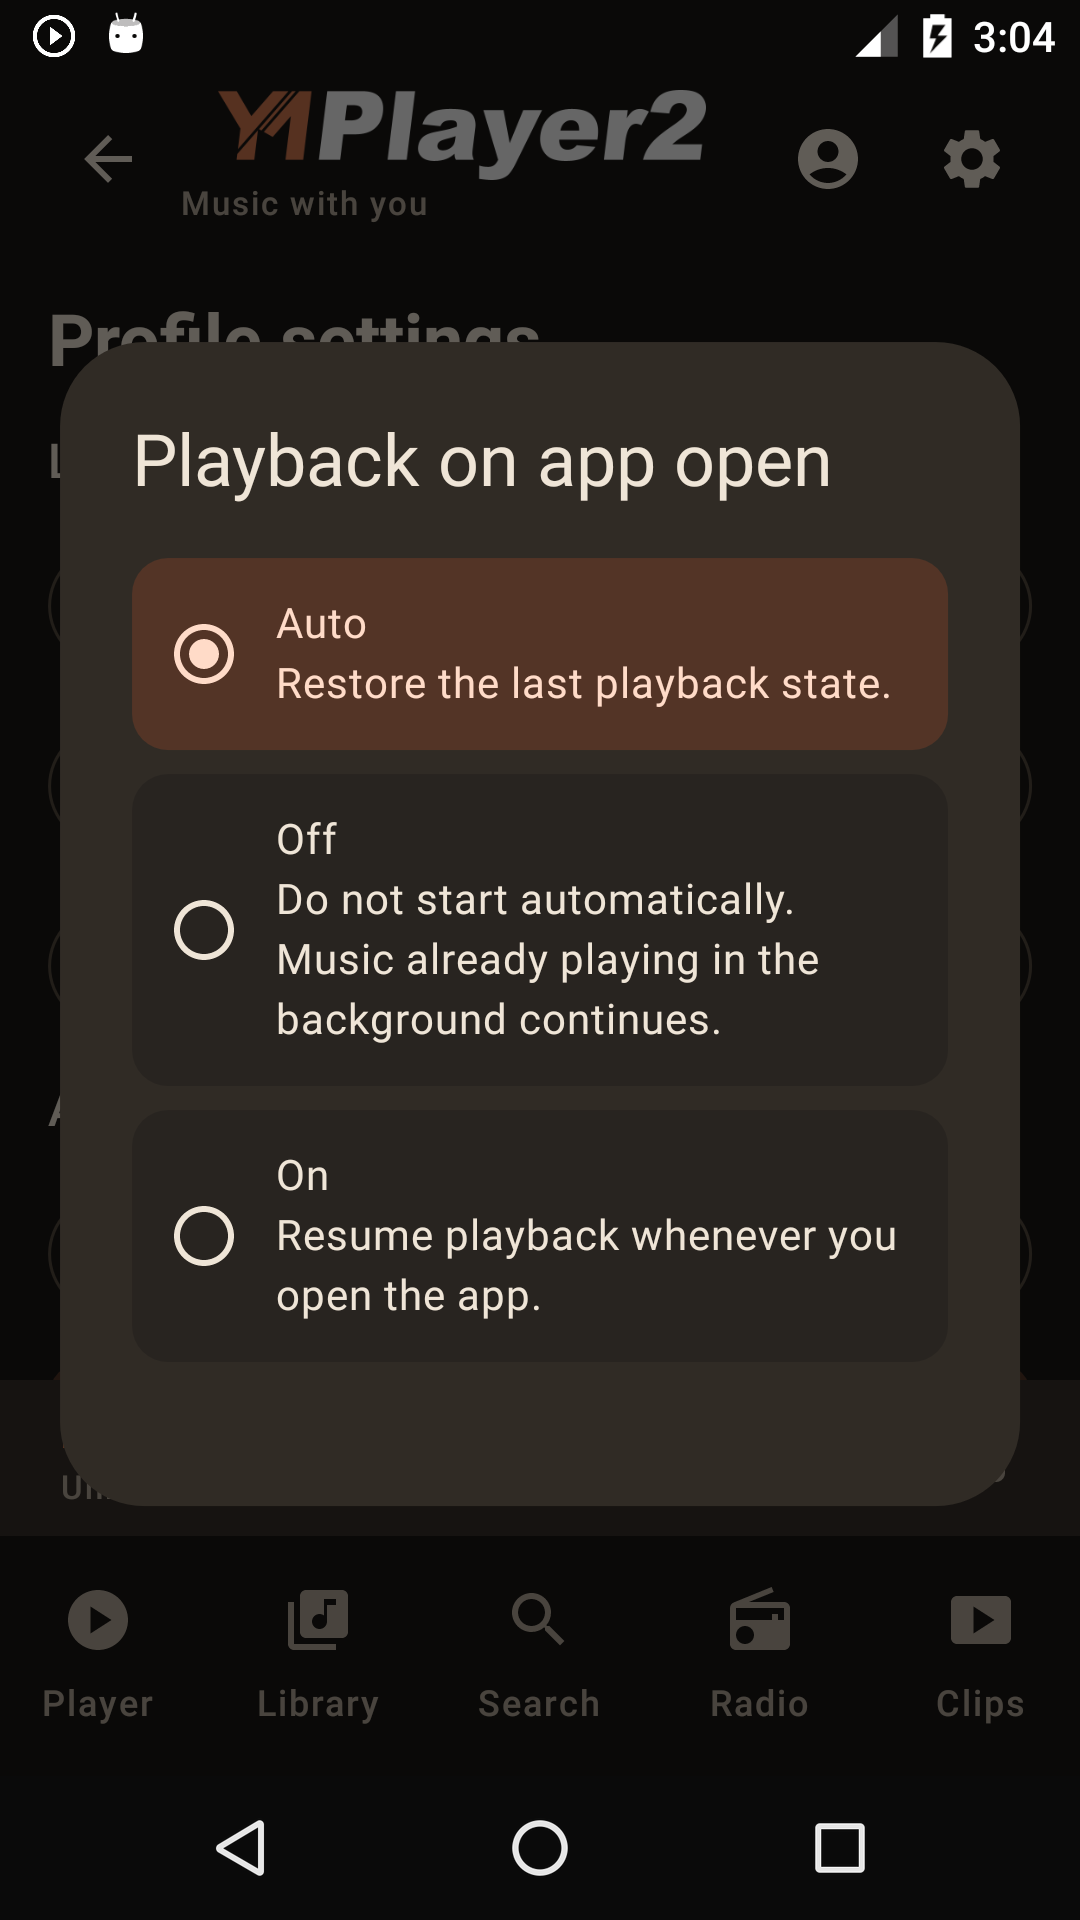 3:04
YMPlayer2
Music with you
Profile settings
Playback on app open
Auto
Restore the last playback state.
Off
Do not start automatically.
Music already playing in the
background continues.
On
Resume playback whenever you
open the app.
Player
Library
Search
Radio
Clips